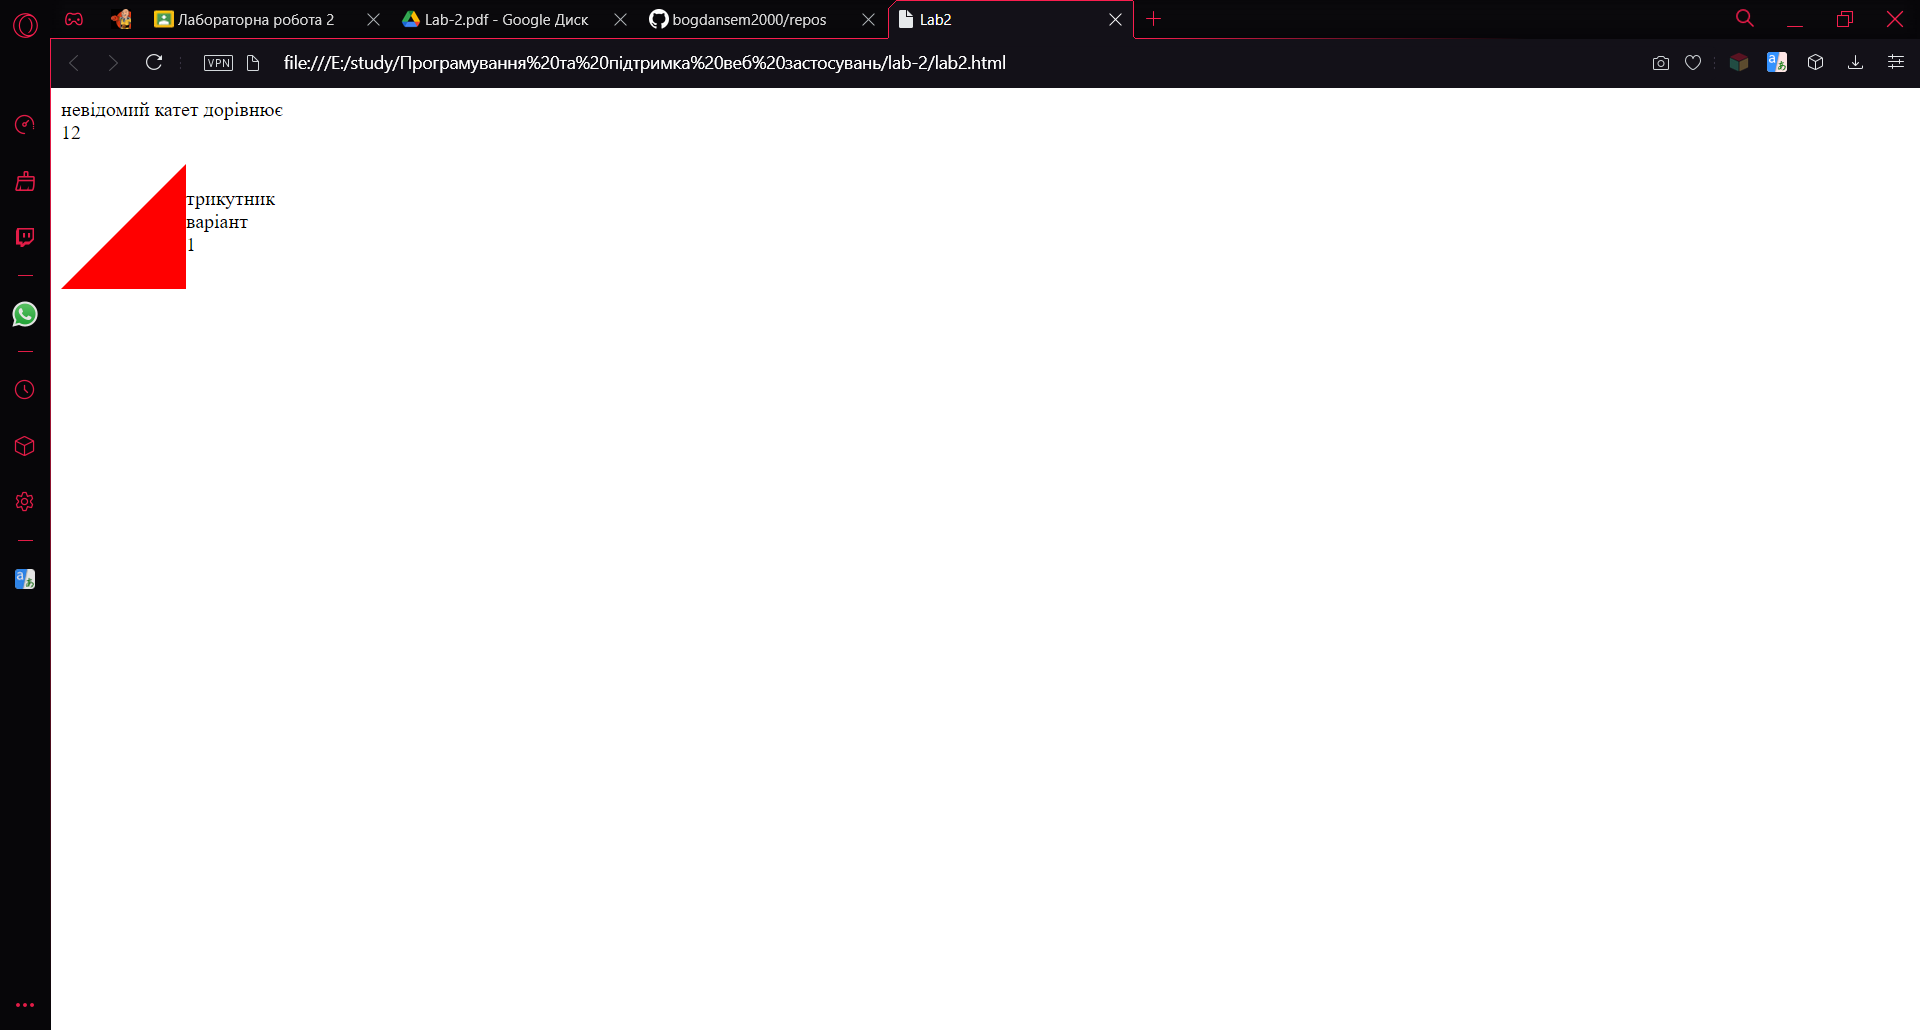 Лабораторна робота 2
Lab-2.pdf - Google Диск
bogdansem2000/repos
Lab2
VPN
file:///E:/study/Програмування%20та%20підтримка%20веб%20застосувань/lab-2/lab2.html
невідомий катет дорівнює
12
трикутник
варіант
1